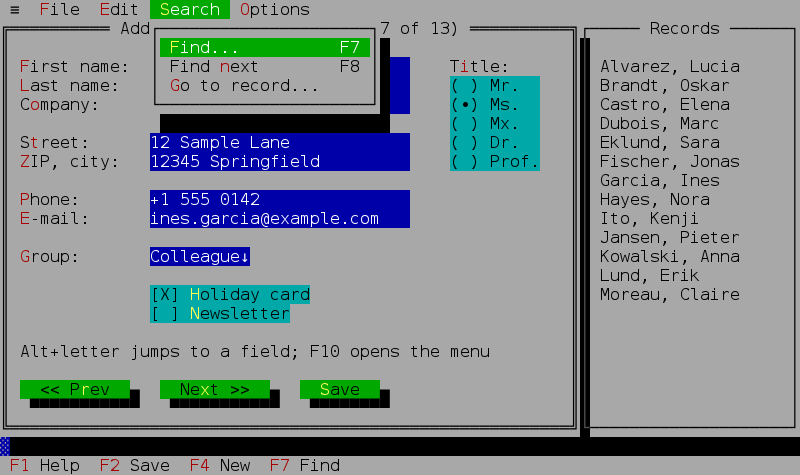 ≡ File Edit Search Options
Add 7 of 13)
Find... F7
Find next F8
Go to record...
First name:
Last name:
Company:
Street: 12 Sample Lane
ZIP, city: 12345 Springfield
Phone: +1 555 0142
E-mail: ines.garcia@example.com
Group: Colleague↓
[X] Holiday card
[ ] Newsletter
Title:
( ) Mr.
(•) Ms.
( ) Mx.
( ) Dr.
( ) Prof.
Alt+letter jumps to a field; F10 opens the menu
<< Prev Next >> Save
Records
Alvarez, Lucia
Brandt, Oskar
Castro, Elena
Dubois, Marc
Eklund, Sara
Fischer, Jonas
Garcia, Ines
Hayes, Nora
Ito, Kenji
Jansen, Pieter
Kowalski, Anna
Lund, Erik
Moreau, Claire
F1 Help F2 Save F4 New F7 Find